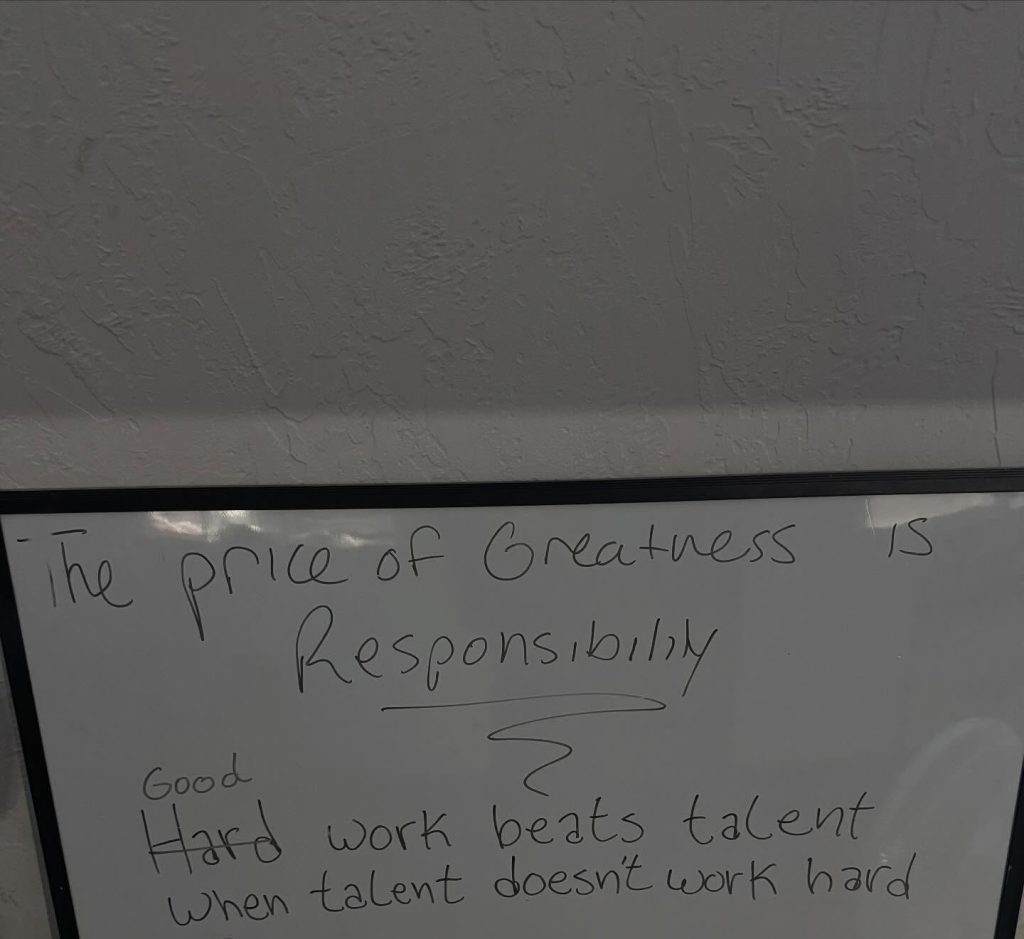 - The price of Greatness is
Responsibility
Good
Hard work beats talent
when talent doesn't work hard